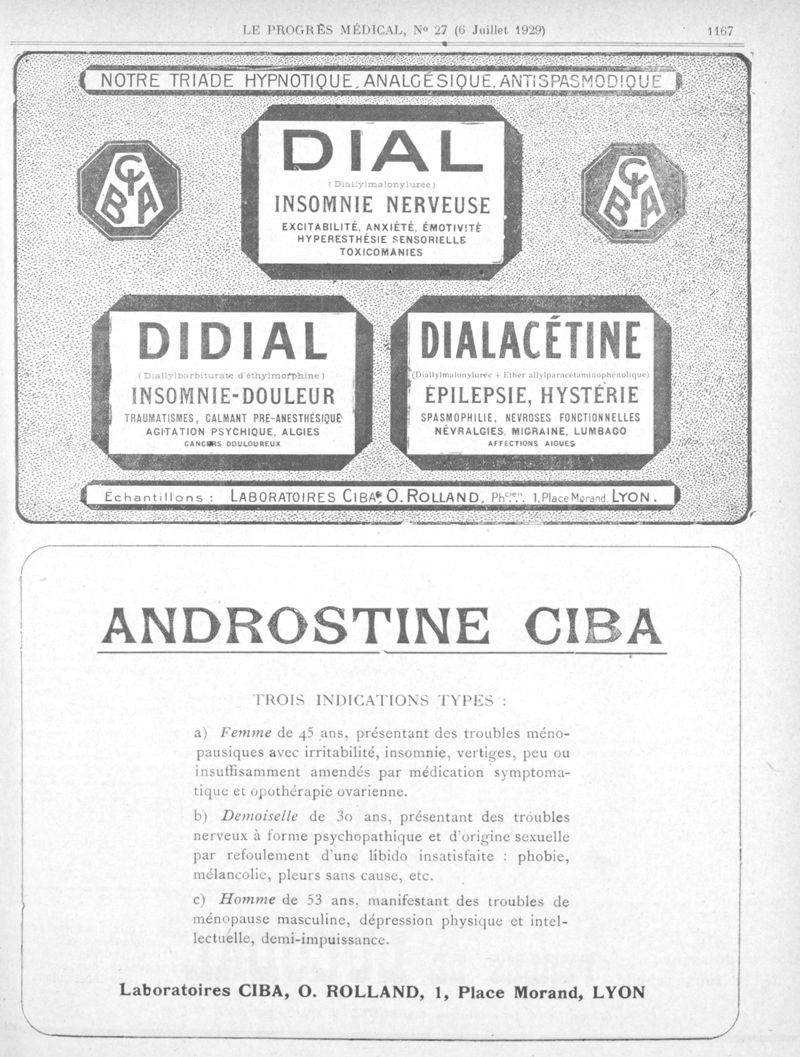 LE PROGRÈS MÉDICAL, Nº 27 (6 Juillet 1929)
1167
NOTRE TRIADE HYPNOTIQUE, ANALGÉSIQUE, ANTISPASMODIQUE
CIBA
DIAL
(Diallylmalonylurée)
INSOMNIE NERVEUSE
EXCITABILITÉ, ANXIÉTÉ, ÉMOTIVITÉ
HYPERESTHÉSIE SENSORIELLE
TOXICOMANIES
CIBA
DIDIAL
(Diallylbarbiturate d'éthylmorphine)
INSOMNIE-DOULEUR
TRAUMATISMES, CALMANT PRÉ-ANESTHÉSIQUE
AGITATION PSYCHIQUE, ALGIES
CANCERS DOULOUREUX
DIALACÉTINE
(Diallylmalonylurée + Ether allylparacétaminophénolique)
ÉPILEPSIE, HYSTÉRIE
SPASMOPHILIE, NÉVROSES FONCTIONNELLES
NÉVRALGIES, MIGRAINE, LUMBAGO
AFFECTIONS AIGUES
Échantillons : LABORATOIRES CIBA, O. ROLLAND, Phcien. 1, Place Morand, LYON.
ANDROSTINE CIBA
TROIS INDICATIONS TYPES :
a) Femme de 45 ans, présentant des troubles méno-
pausiques avec irritabilité, insomnie, vertiges, peu ou
insuffisamment amendés par médication symptoma-
tique et opothérapie ovarienne.
b) Demoiselle de 30 ans, présentant des troubles
nerveux à forme psychopathique et d'origine sexuelle
par refoulement d'une libido insatisfaite : phobie,
mélancolie, pleurs sans cause, etc.
c) Homme de 53 ans, manifestant des troubles de
ménopause masculine, dépression physique et intel-
lectuelle, demi-impuissance.
Laboratoires CIBA, O. ROLLAND, 1, Place Morand, LYON